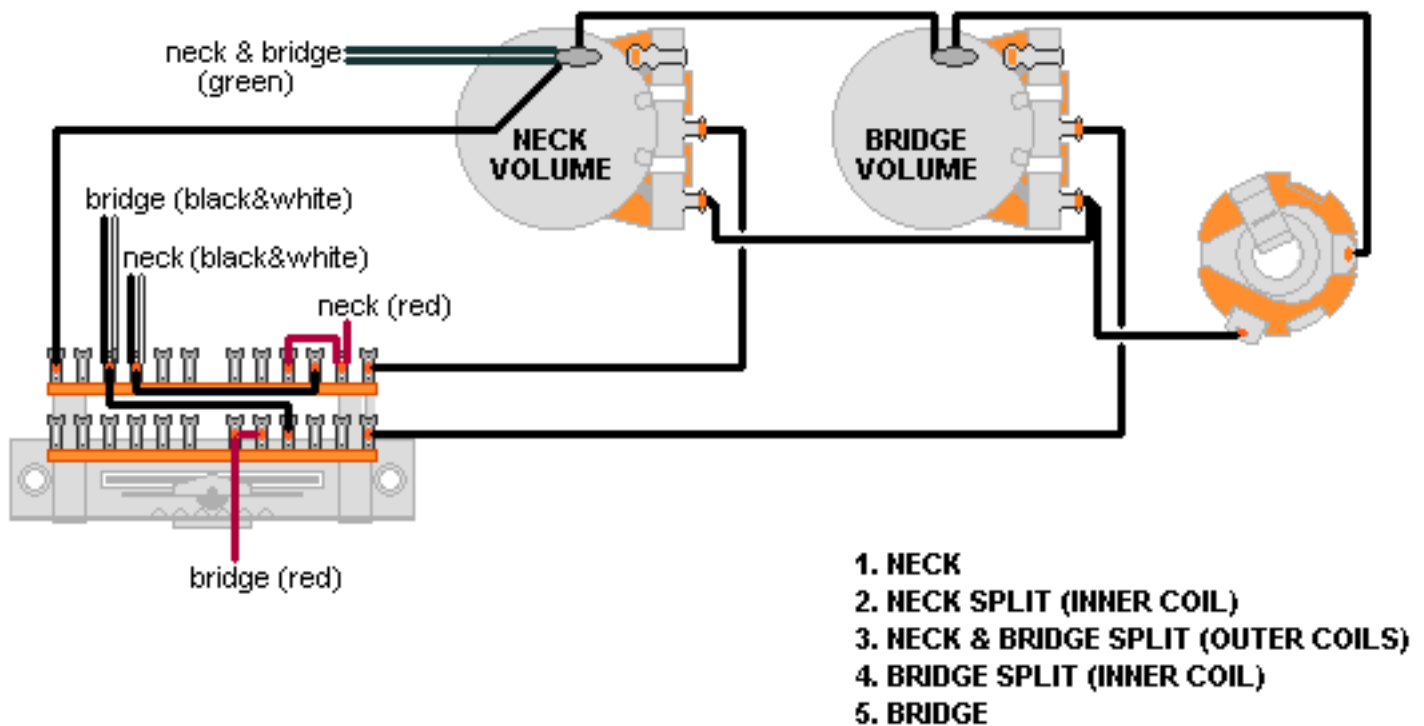 neck & bridge
(green)
NECK
VOLUME
BRIDGE
VOLUME
bridge (black&white)
neck (black&white)
neck (red)
bridge (red)
1. NECK
2. NECK SPLIT (INNER COIL)
3. NECK & BRIDGE SPLIT (OUTER COILS)
4. BRIDGE SPLIT (INNER COIL)
5. BRIDGE